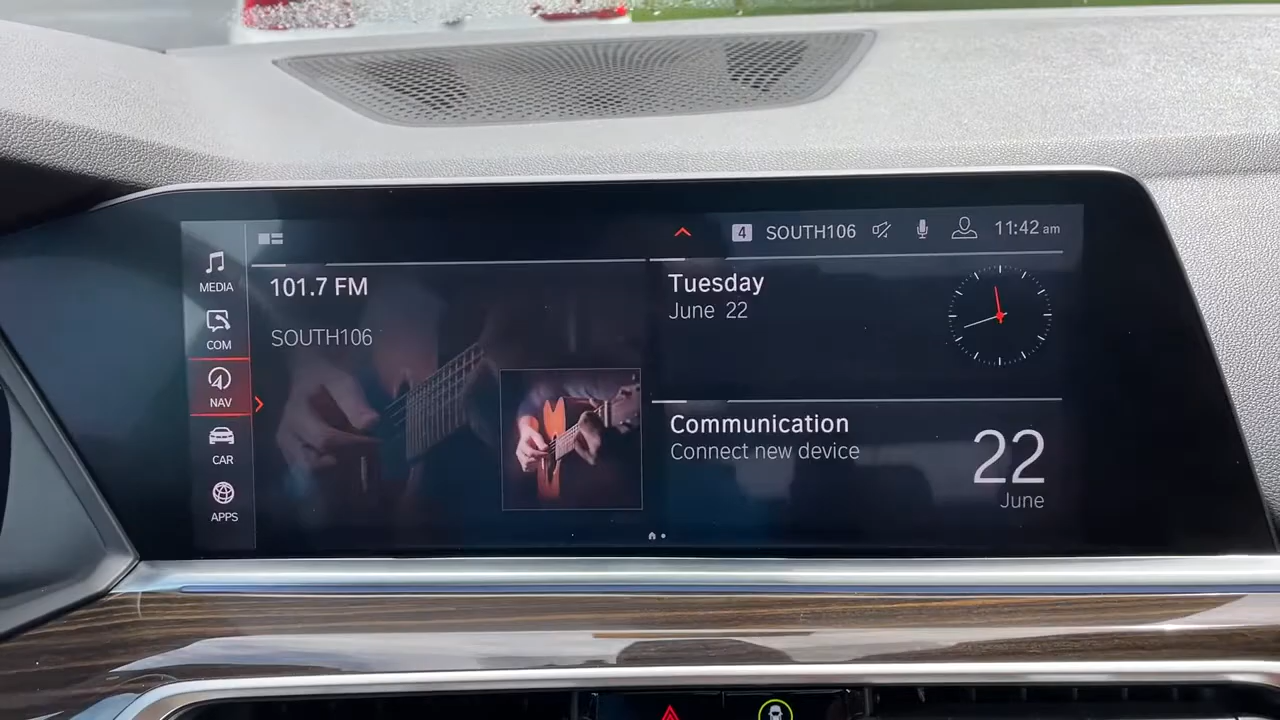 4 SOUTH106 11:42 am
MEDIA
COM
NAV
CAR
APPS
101.7 FM
SOUTH106
Tuesday
June 22
Communication
Connect new device
22
June